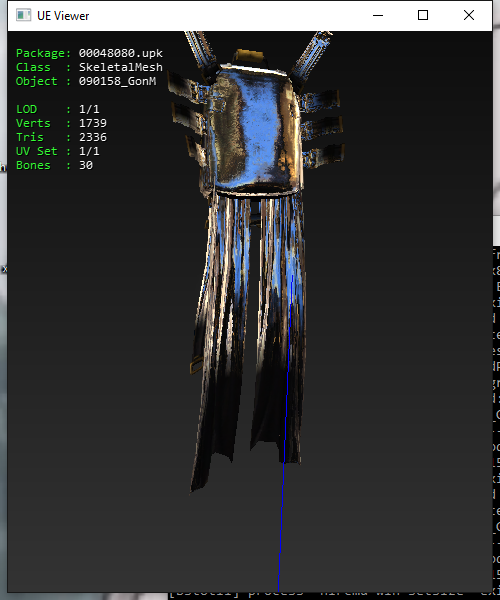 UE Viewer
Package: 00048080.upk
Class : SkeletalMesh
Object : 090158_GonM
LOD : 1/1
Verts : 1739
Tris : 2336
UV Set : 1/1
Bones : 30